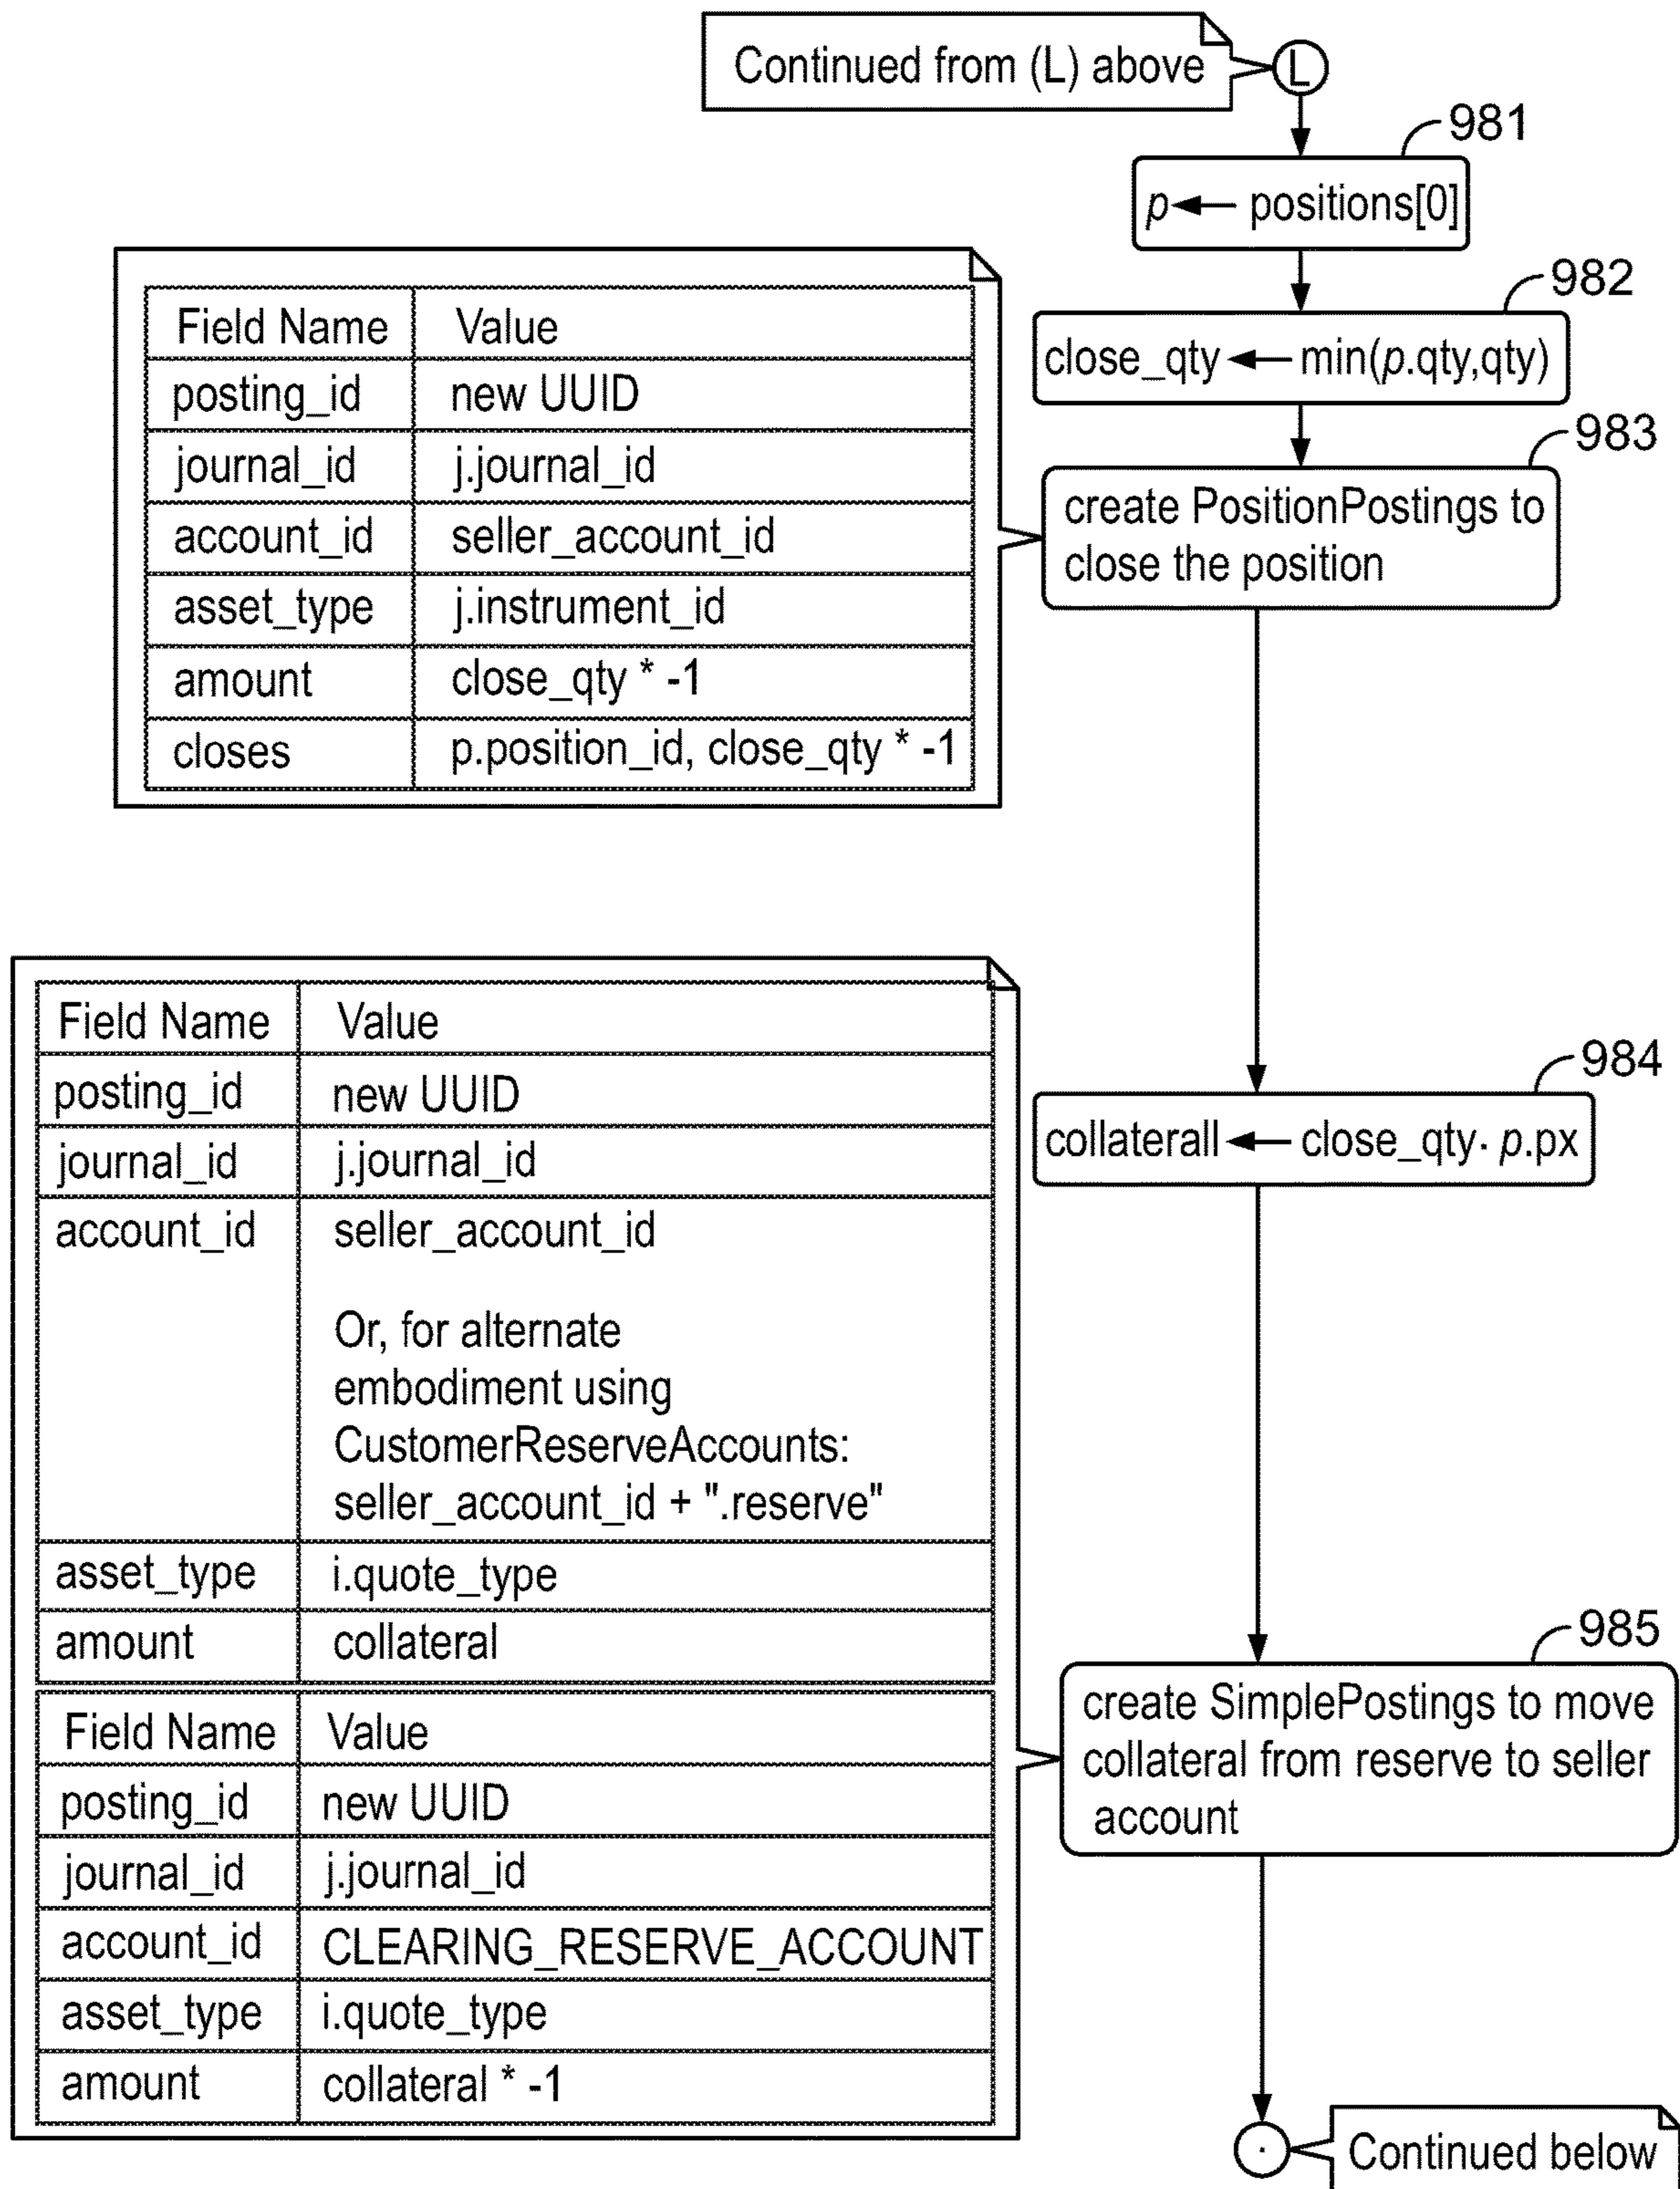 Continued from (L) above
L
981
p ← positions[0]
982
close_qty ← min(p.qty,qty)
983
create PositionPostings to
close the position
Field Name Value
posting_id new UUID
journal_id j.journal_id
account_id seller_account_id
asset_type j.instrument_id
amount close_qty * -1
closes p.position_id, close_qty * -1
984
collaterall ← close_qty· p.px
985
create SimplePostings to move
collateral from reserve to seller
account
Field Name Value
posting_id new UUID
journal_id j.journal_id
account_id seller_account_id
Or, for alternate
embodiment using
CustomerReserveAccounts:
seller_account_id + ".reserve"
asset_type i.quote_type
amount collateral
Field Name Value
posting_id new UUID
journal_id j.journal_id
account_id CLEARING_RESERVE_ACCOUNT
asset_type i.quote_type
amount collateral * -1
Continued below